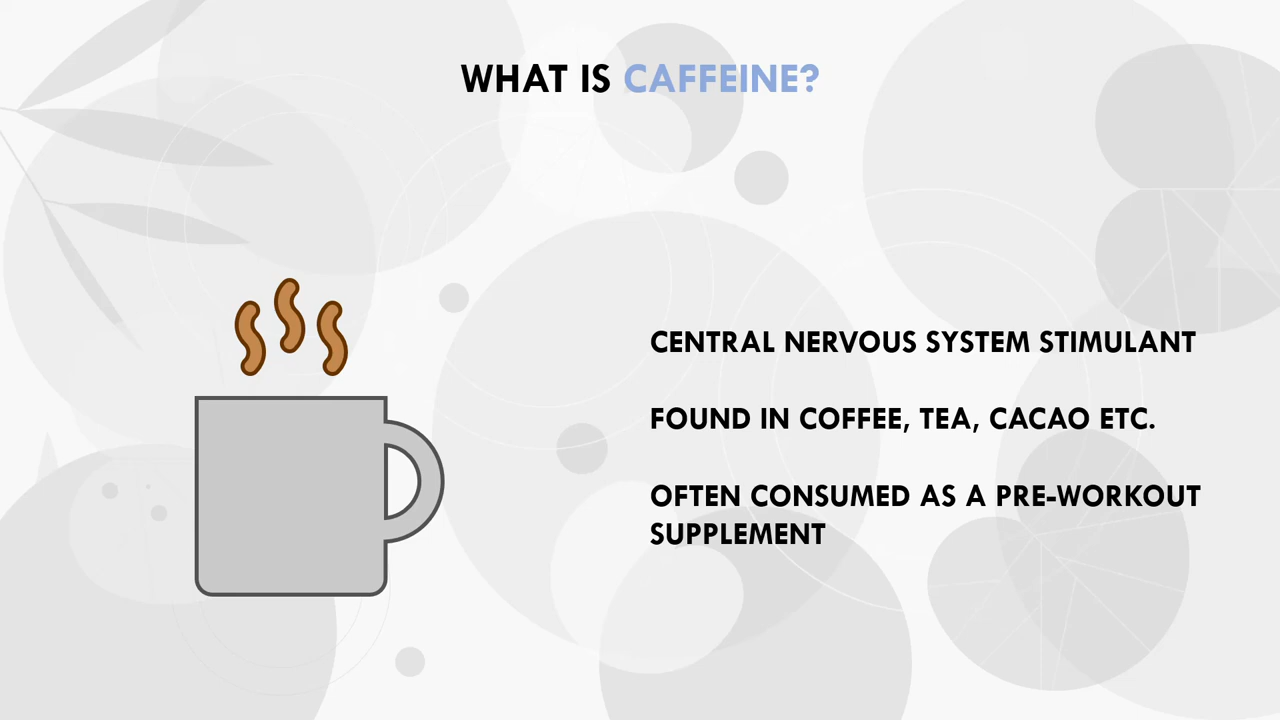 WHAT IS CAFFEINE?
CENTRAL NERVOUS SYSTEM STIMULANT
FOUND IN COFFEE, TEA, CACAO ETC.
OFTEN CONSUMED AS A PRE-WORKOUT
SUPPLEMENT